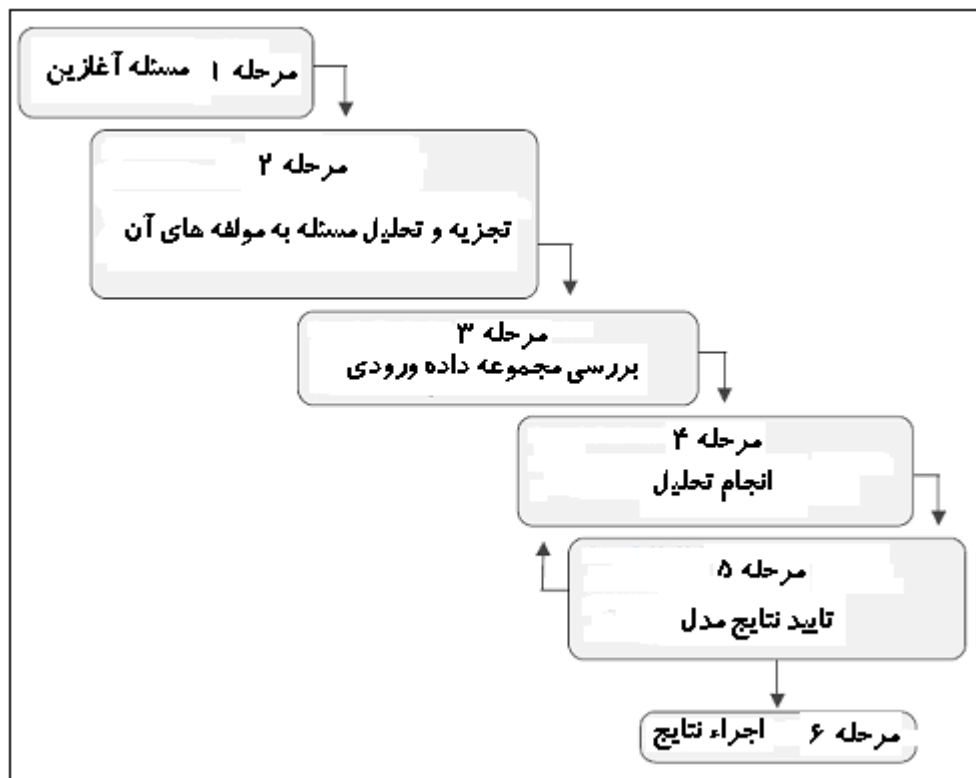 مرحله ۱ مسئله آغازین
مرحله ۲
تجزیه و تحلیل مسئله به مولفه های آن
مرحله ۳
بررسی مجموعه داده ورودی
مرحله ۴
انجام تحلیل
مرحله ۵
تایید نتایج مدل
مرحله ۶ اجراء نتایج